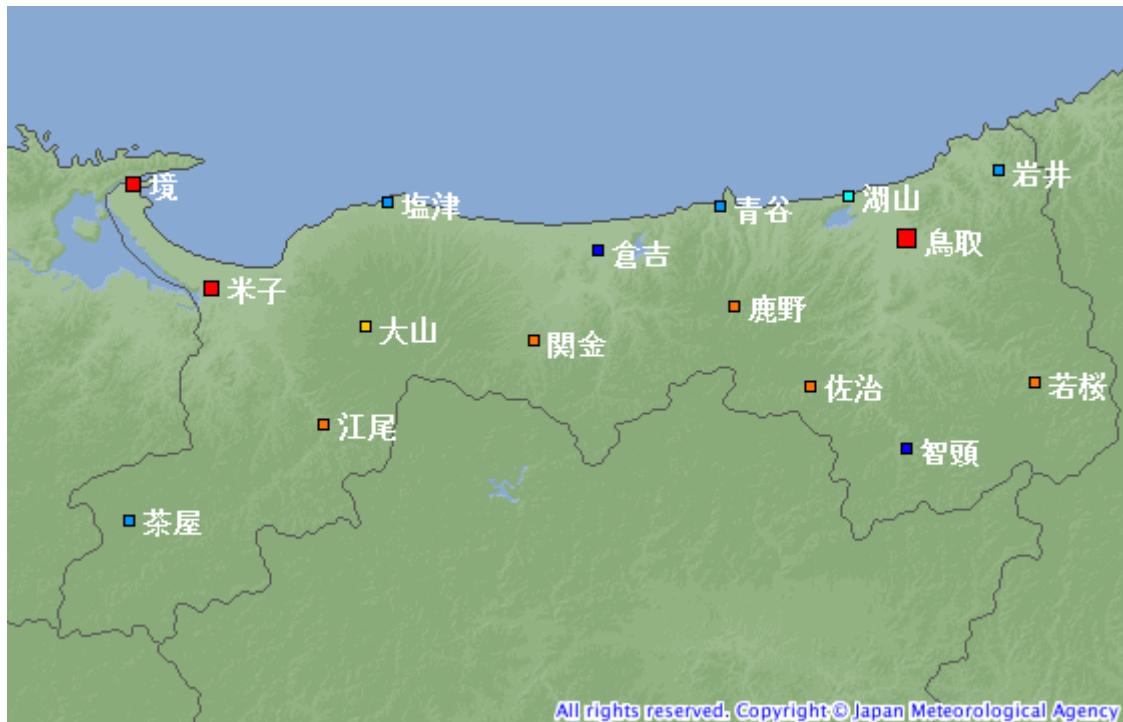 境
塩津
青谷
湖山
岩井
倉吉
鳥取
米子
大山
関金
鹿野
佐治
若桜
江尾
智頭
茶屋
All rights reserved. Copyright © Japan Meteorological Agency